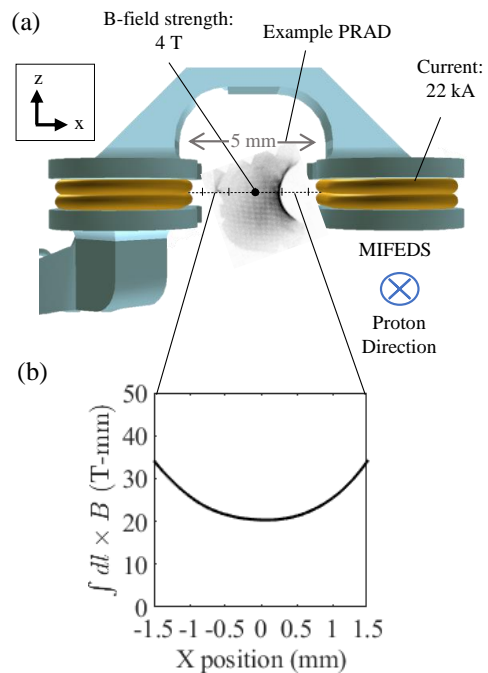 (a)
B-field strength:
4 T
Example PRAD
Current:
22 kA
z
x
5 mm
MIFEDS
Proton
Direction
(b)
∫ dl × B (T-mm)
50
40
30
20
10
0
-1.5 -1 -0.5 0 0.5 1 1.5
X position (mm)